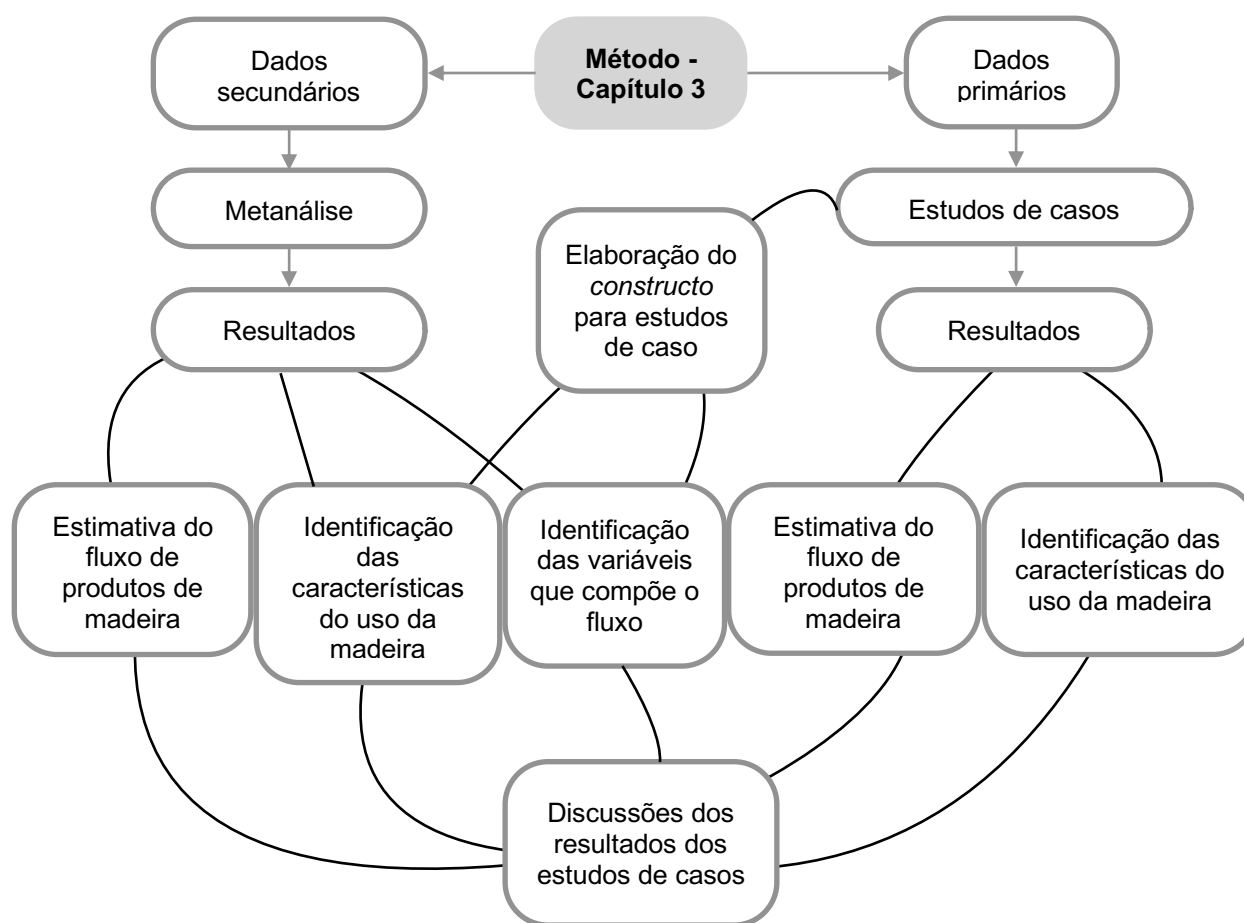 Dados
secundários
Método -
Capítulo 3
Dados
primários
Metanálise
Estudos de casos
Elaboração do
constructo
para estudos
de caso
Resultados
Resultados
Estimativa do
fluxo de
produtos de
madeira
Identificação
das
características
do uso da
madeira
Identificação
das variáveis
que compõe o
fluxo
Estimativa do
fluxo de
produtos de
madeira
Identificação das
características do
uso da madeira
Discussões dos
resultados dos
estudos de casos